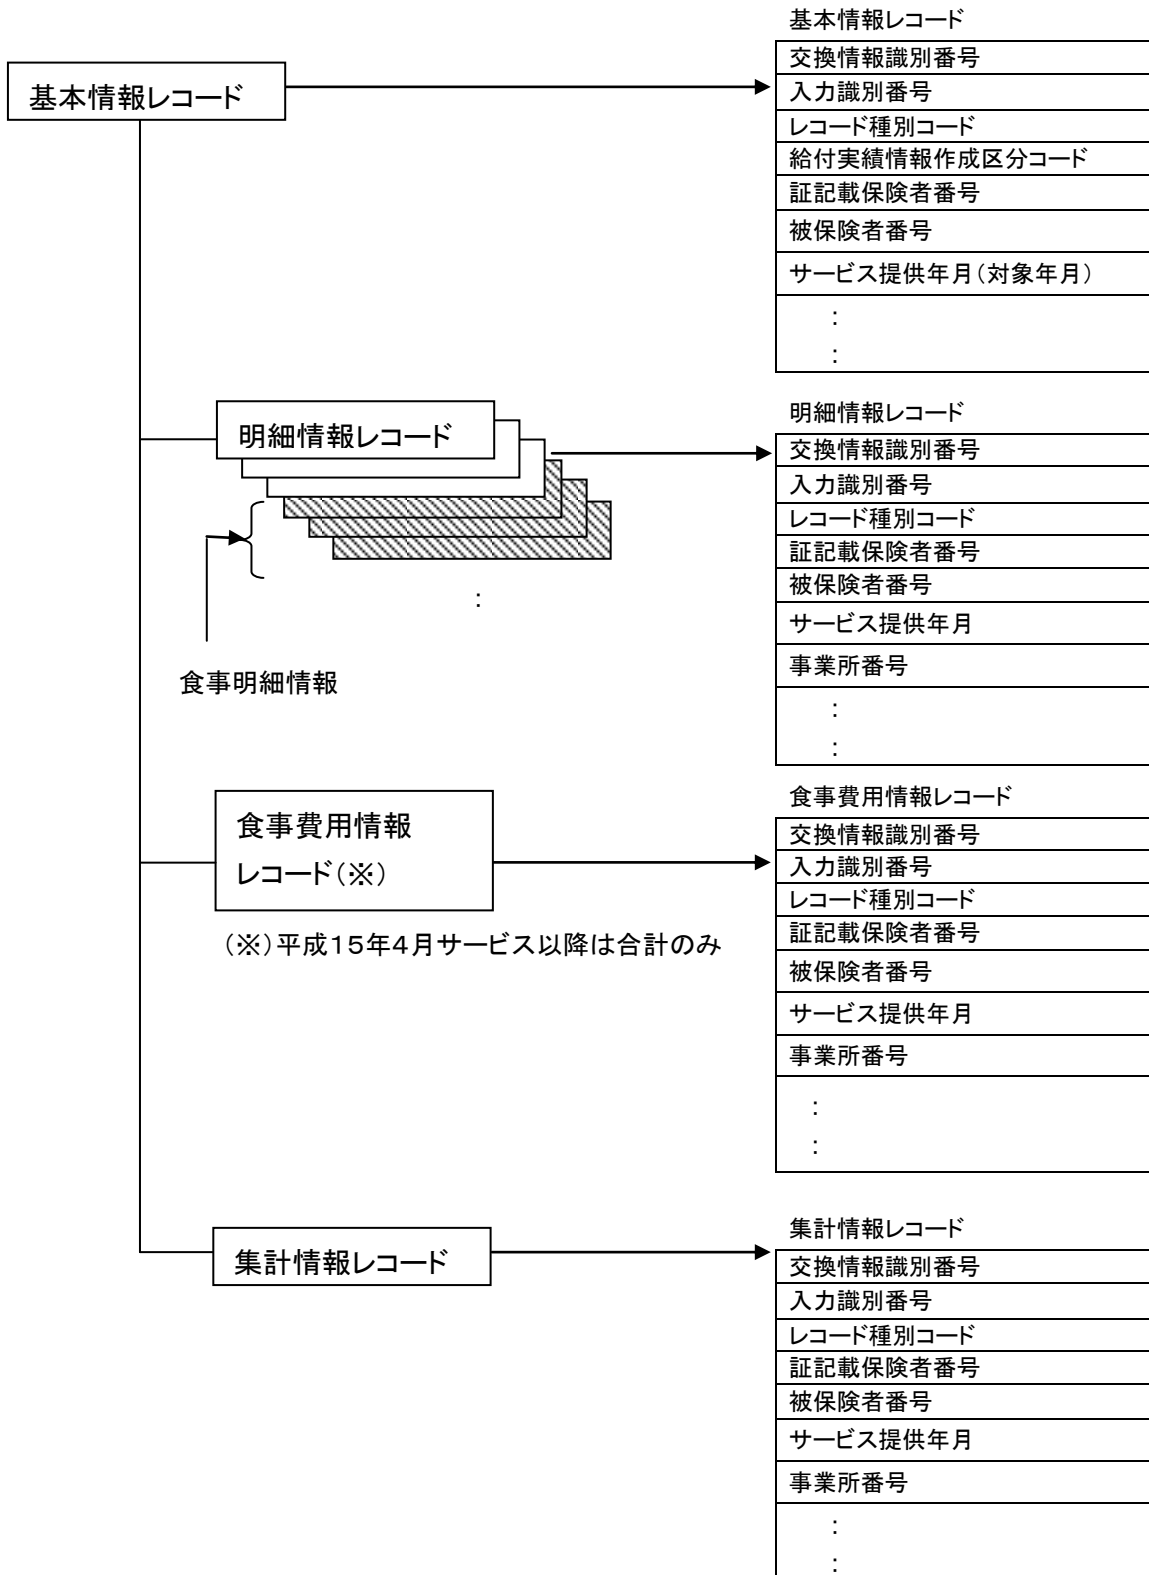 基本情報レコード
基本情報レコード
交換情報識別番号
入力識別番号
レコード種別コード
給付実績情報作成区分コード
証記載保険者番号
被保険者番号
サービス提供年月(対象年月)
:
:
明細情報レコード
食事明細情報
:
明細情報レコード
交換情報識別番号
入力識別番号
レコード種別コード
証記載保険者番号
被保険者番号
サービス提供年月
事業所番号
:
:
食事費用情報
レコード(※)
(※)平成15年4月サービス以降は合計のみ
食事費用情報レコード
交換情報識別番号
入力識別番号
レコード種別コード
証記載保険者番号
被保険者番号
サービス提供年月
事業所番号
:
:
集計情報レコード
集計情報レコード
交換情報識別番号
入力識別番号
レコード種別コード
証記載保険者番号
被保険者番号
サービス提供年月
事業所番号
:
: